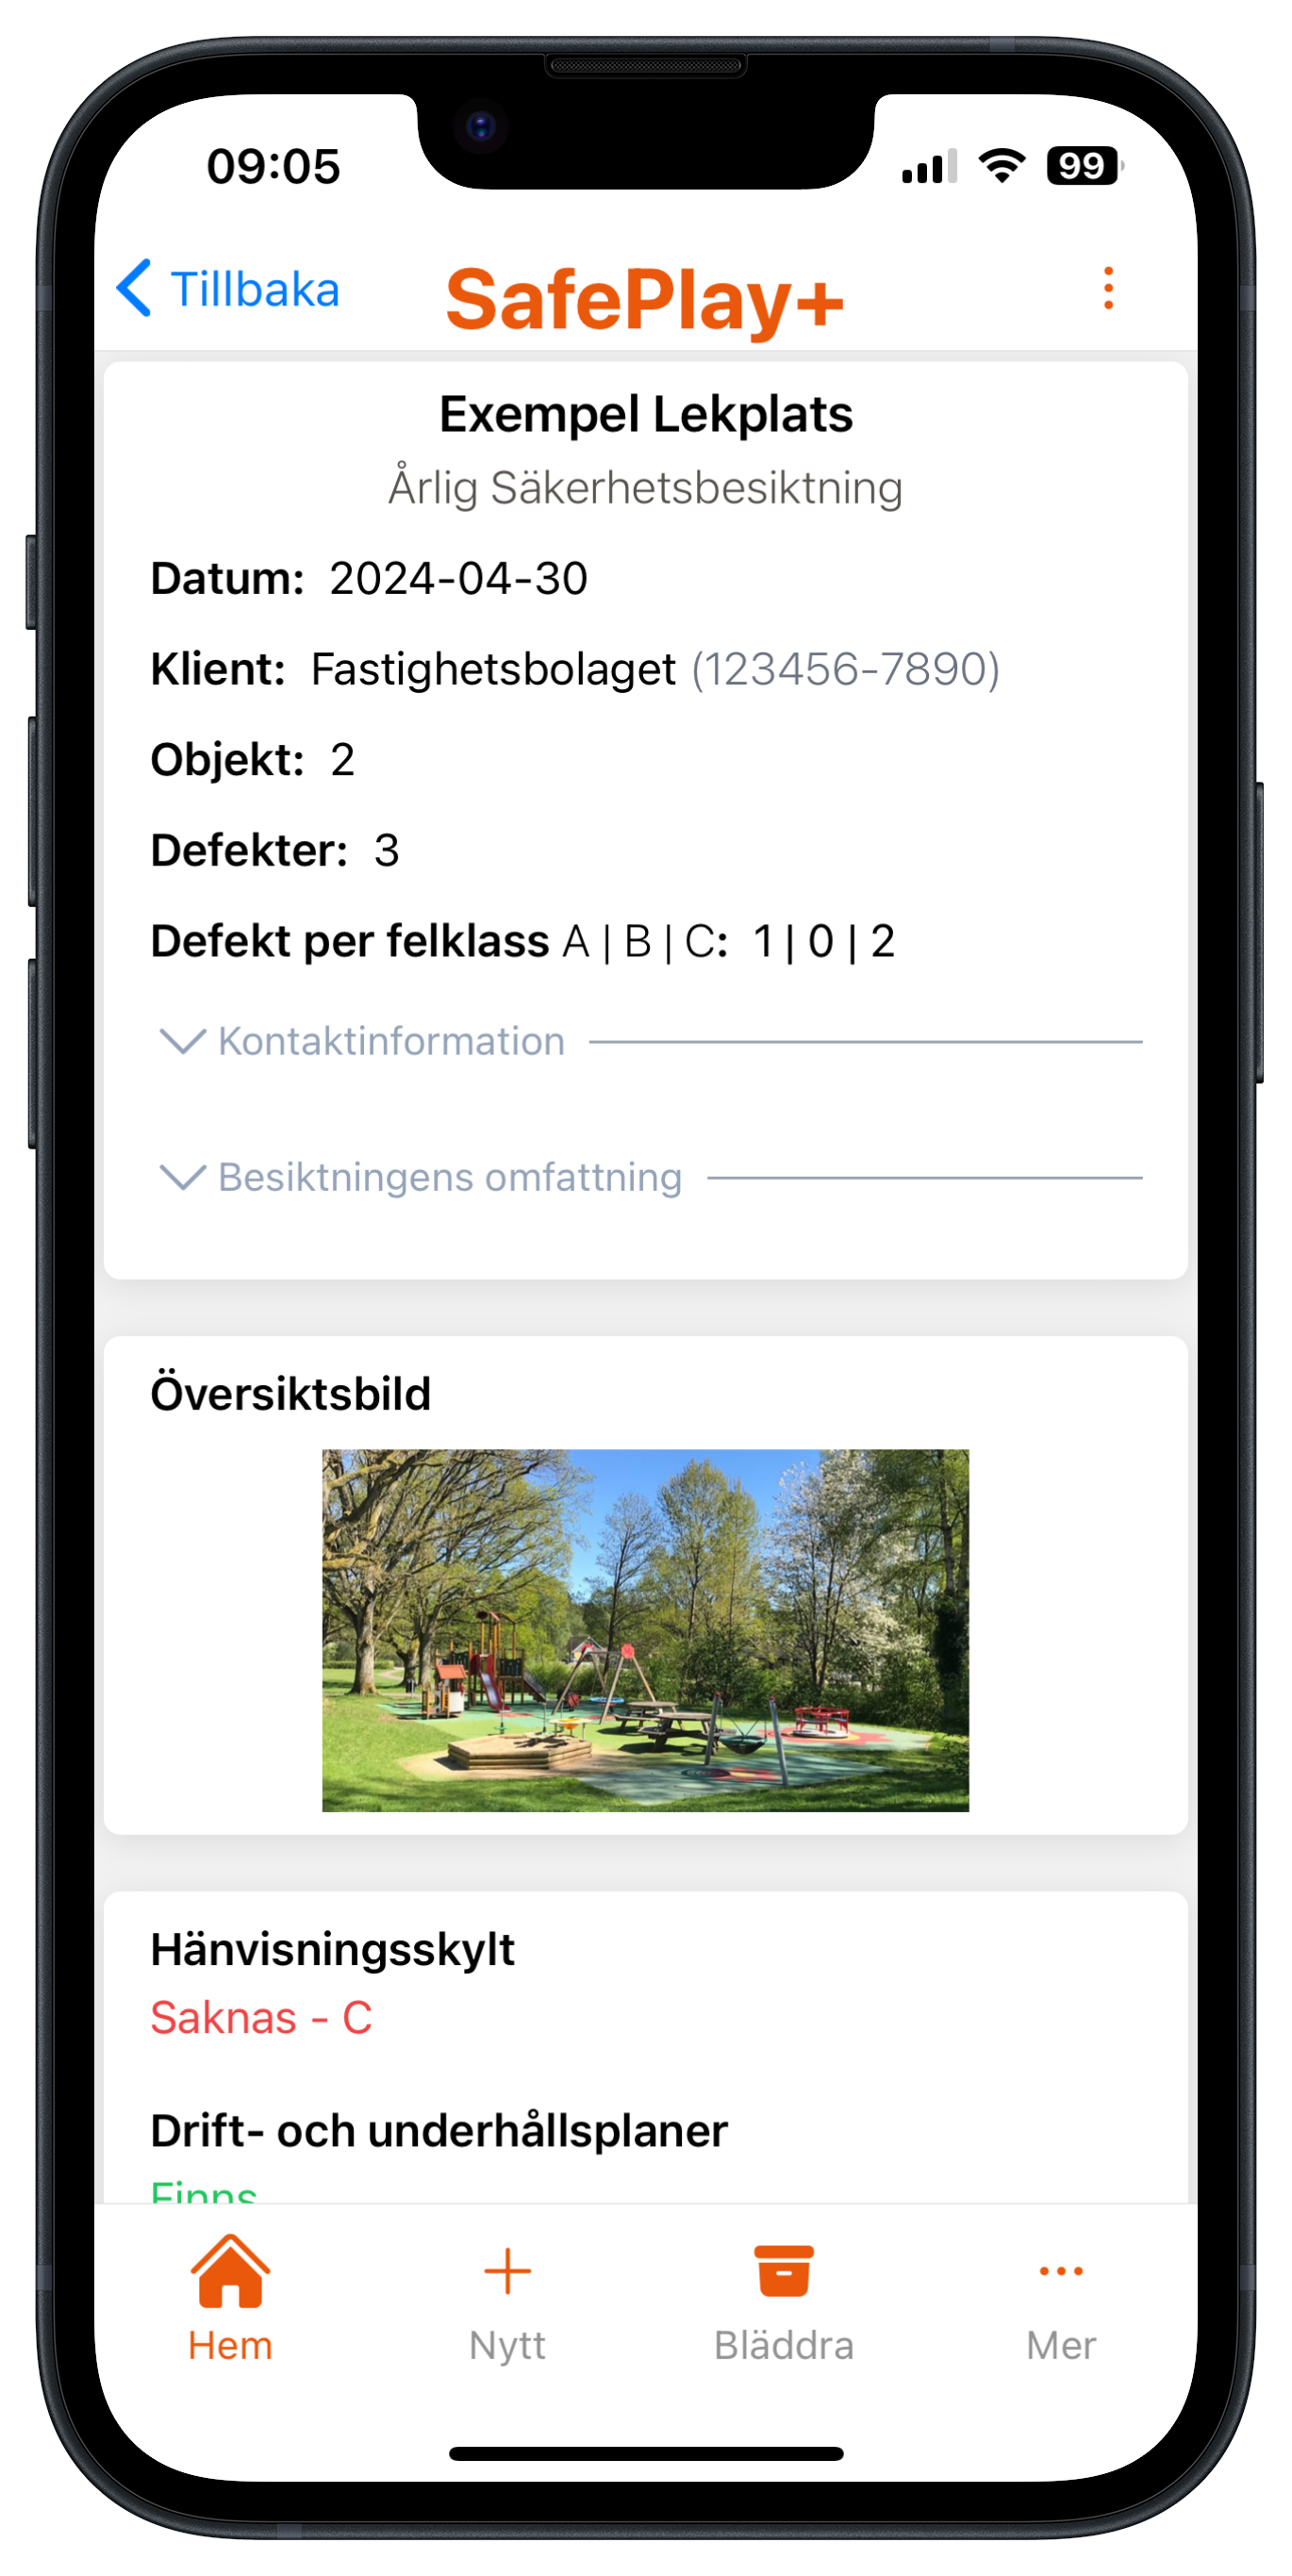 09:05
99
Tillbaka
SafePlay+
Exempel Lekplats
Årlig Säkerhetsbesiktning
Datum: 2024-04-30
Klient: Fastighetsbolaget (123456-7890)
Objekt: 2
Defekter: 3
Defekt per felklass A | B | C: 1 | 0 | 2
Kontaktinformation
Besiktningens omfattning
Översiktsbild
Hänvisningsskylt
Saknas - C
Drift- och underhållsplaner
Finns
Hem
Nytt
Bläddra
Mer